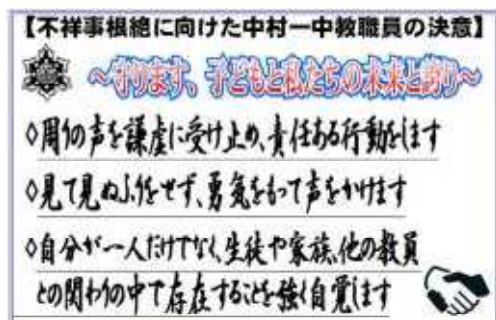 【不祥事根絶に向けた中村一中教職員の決意】
～守ります、子どもと私たちの未来と誇り～
◇周りの声を謙虚に受け止め、責任ある行動をします
◇見て見ぬふりをせず、勇気をもって声をかけます
◇自分が一人だけでなく、生徒や家族、他の教員
との関わりの中で存在することを強く自覚します